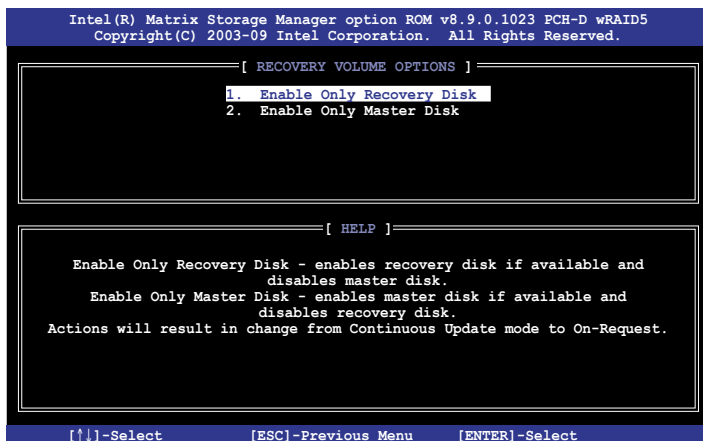 Intel(R) Matrix Storage Manager option ROM v8.9.0.1023 PCH-D wRAID5
Copyright(C) 2003-09 Intel Corporation. All Rights Reserved.
[ RECOVERY VOLUME OPTIONS ]
1. Enable Only Recovery Disk
2. Enable Only Master Disk
[ HELP ]
Enable Only Recovery Disk - enables recovery disk if available and
disables master disk.
Enable Only Master Disk - enables master disk if available and
disables recovery disk.
Actions will result in change from Continuous Update mode to On-Request.
[↑↓]-Select [ESC]-Previous Menu [ENTER]-Select